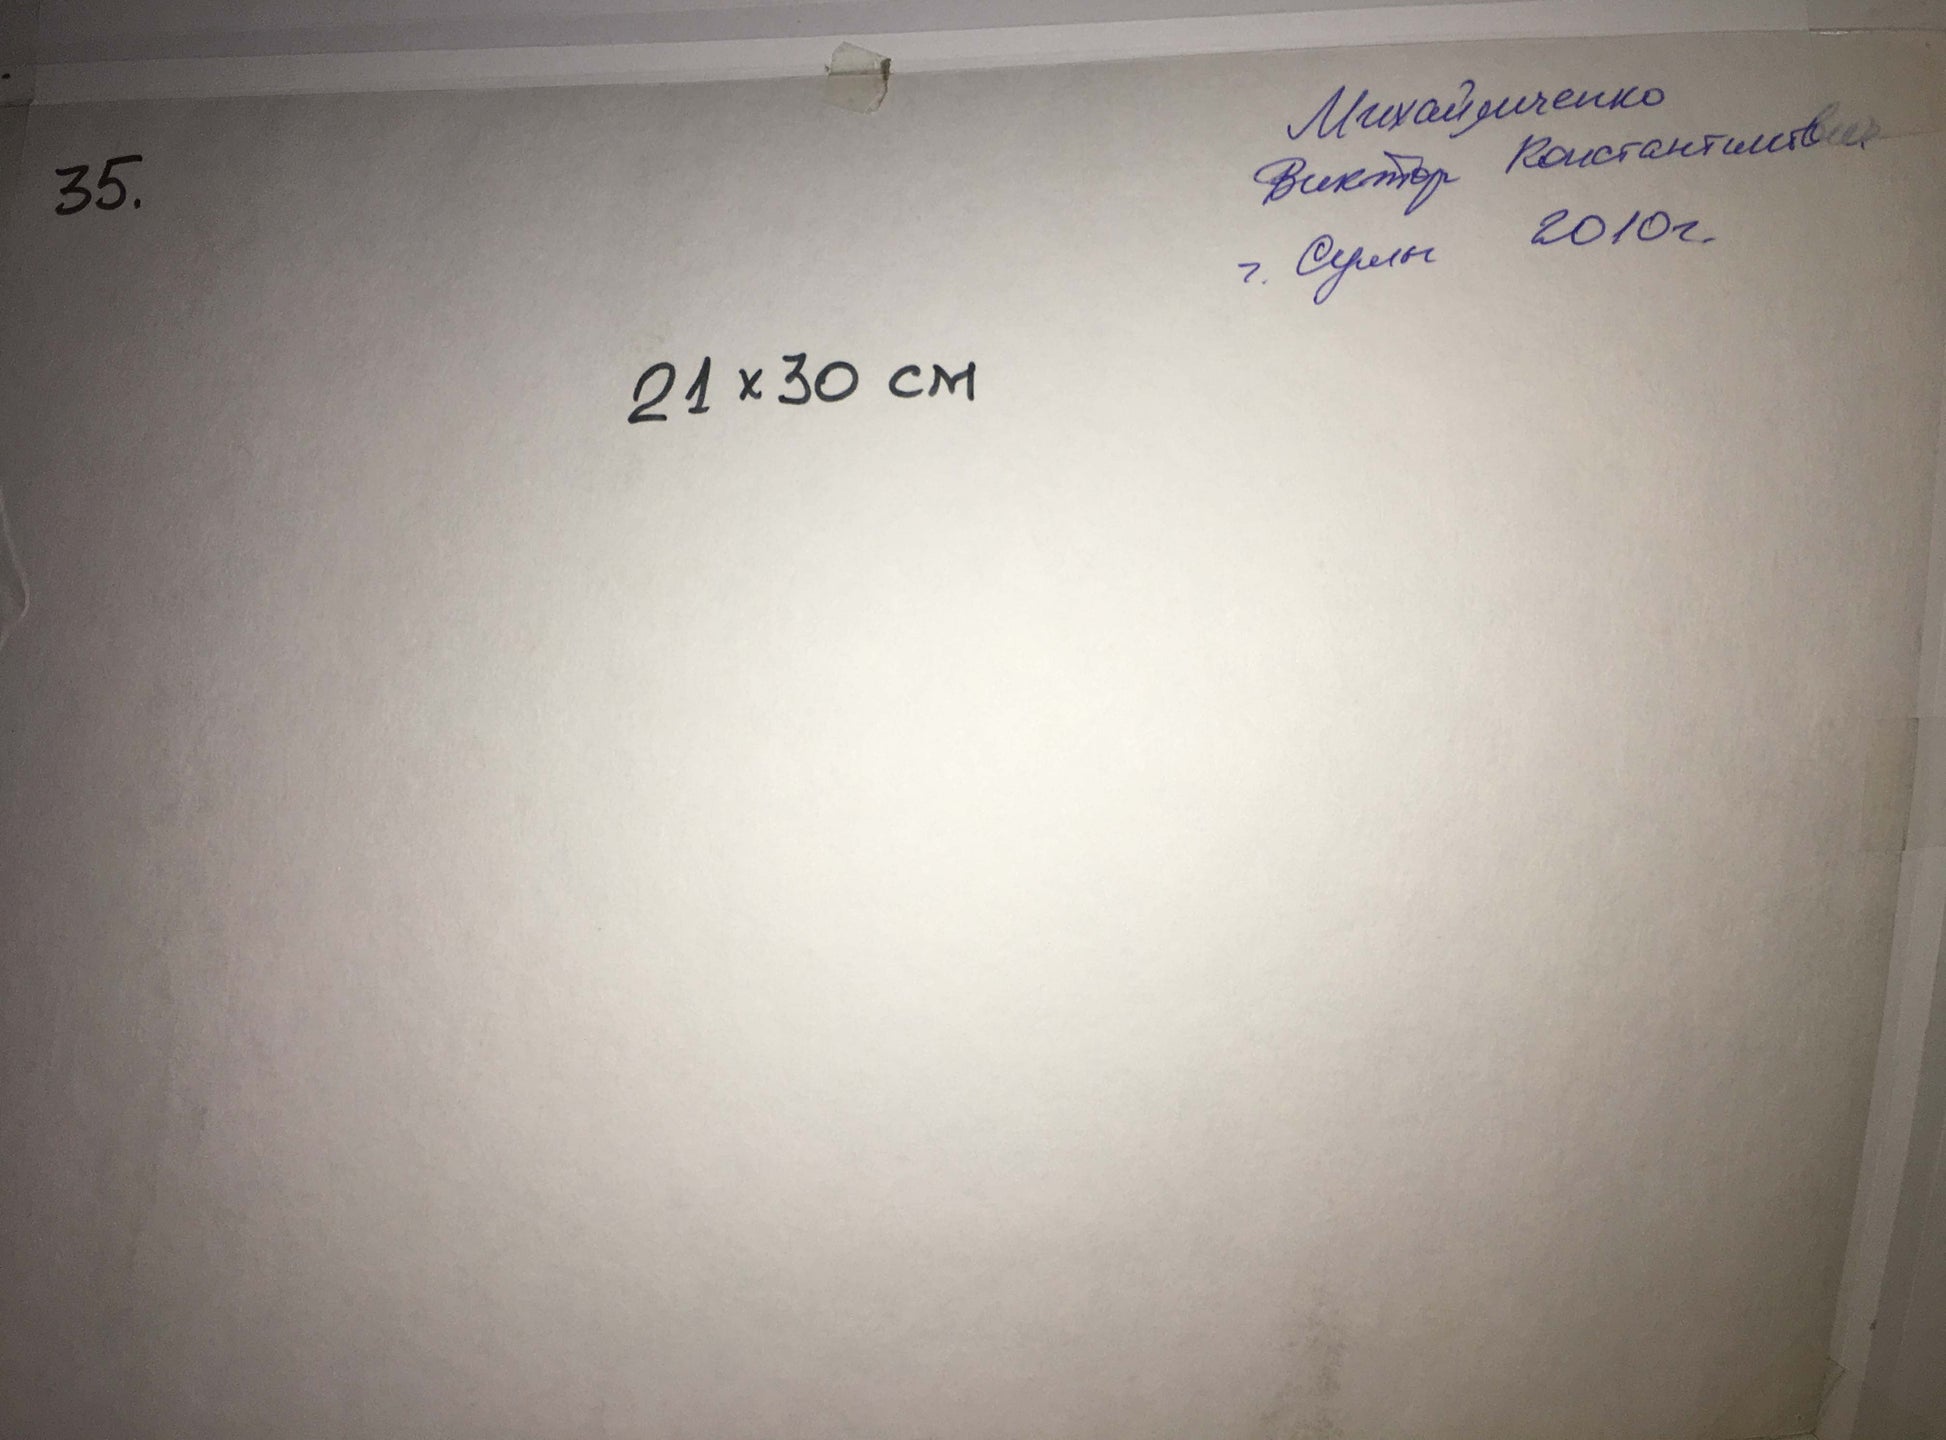 35.
Михайличенко
Виктор Константинович
г. Сумы 2010г.
21 x 30 см